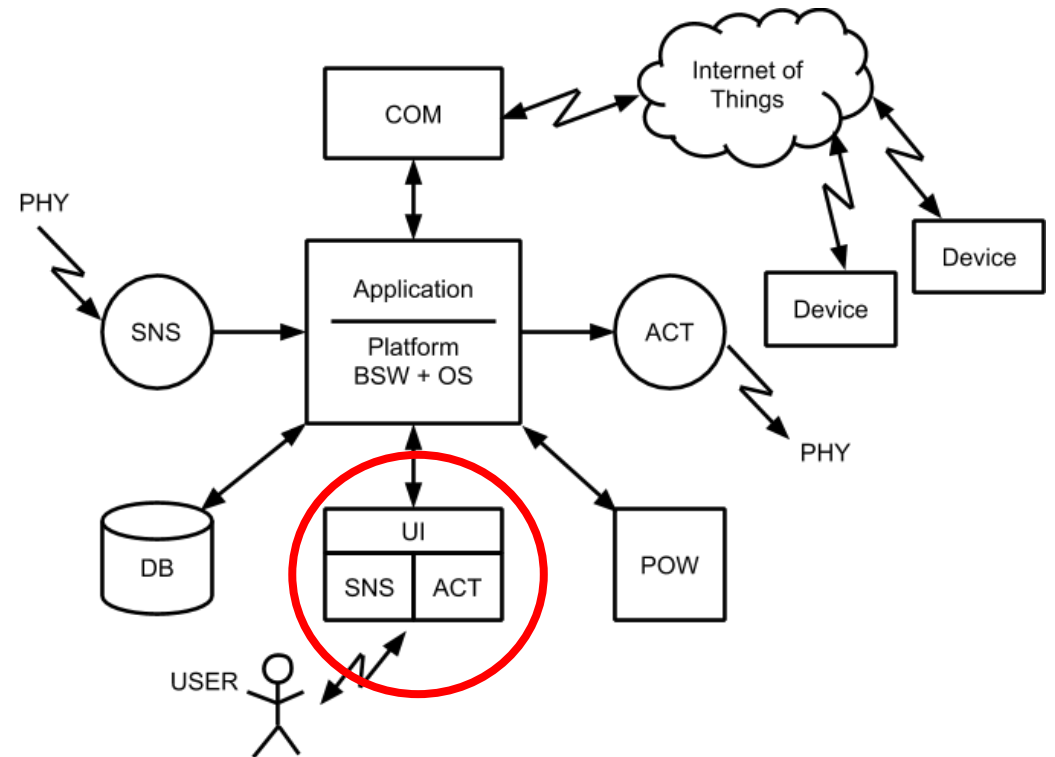 Internet of
Things
COM
PHY
Device
Application
Device
SNS
Platform
BSW + OS
ACT
PHY
UI
DB
SNS
ACT
POW
USER